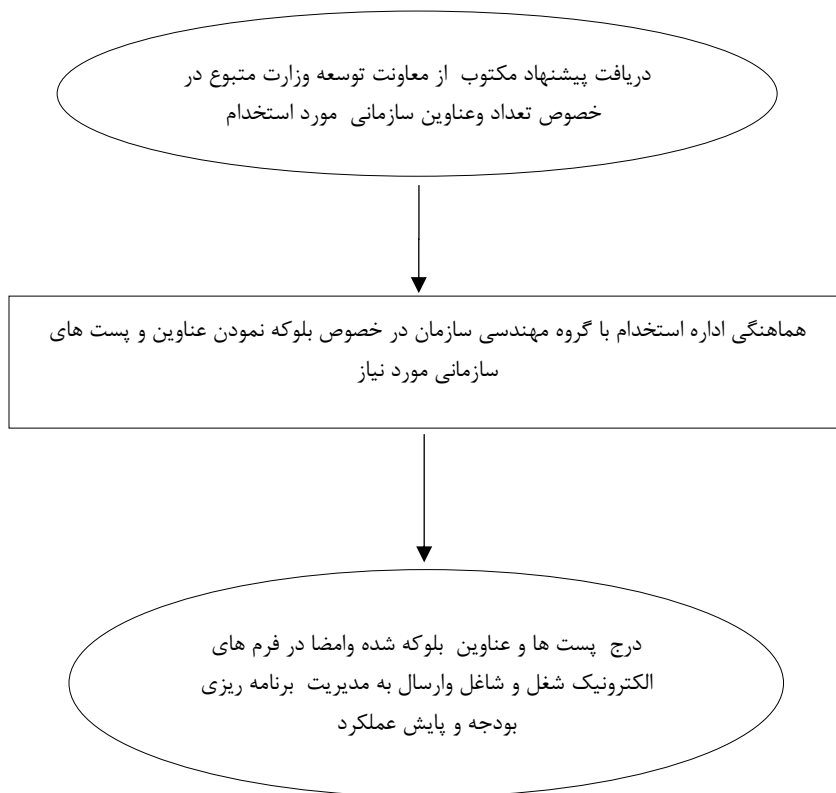 دریافت پیشنهاد مکتوب از معاونت توسعه وزارت متبوع در
خصوص تعداد وعناوین سازمانی مورد استخدام
هماهنگی اداره استخدام با گروه مهندسی سازمان در خصوص بلوکه نمودن عناوین و پست های
سازمانی مورد نیاز
درج پست ها و عناوین بلوکه شده وامضا در فرم های
الکترونیک شغل و شاغل وارسال به مدیریت برنامه ریزی
بودجه و پایش عملکرد